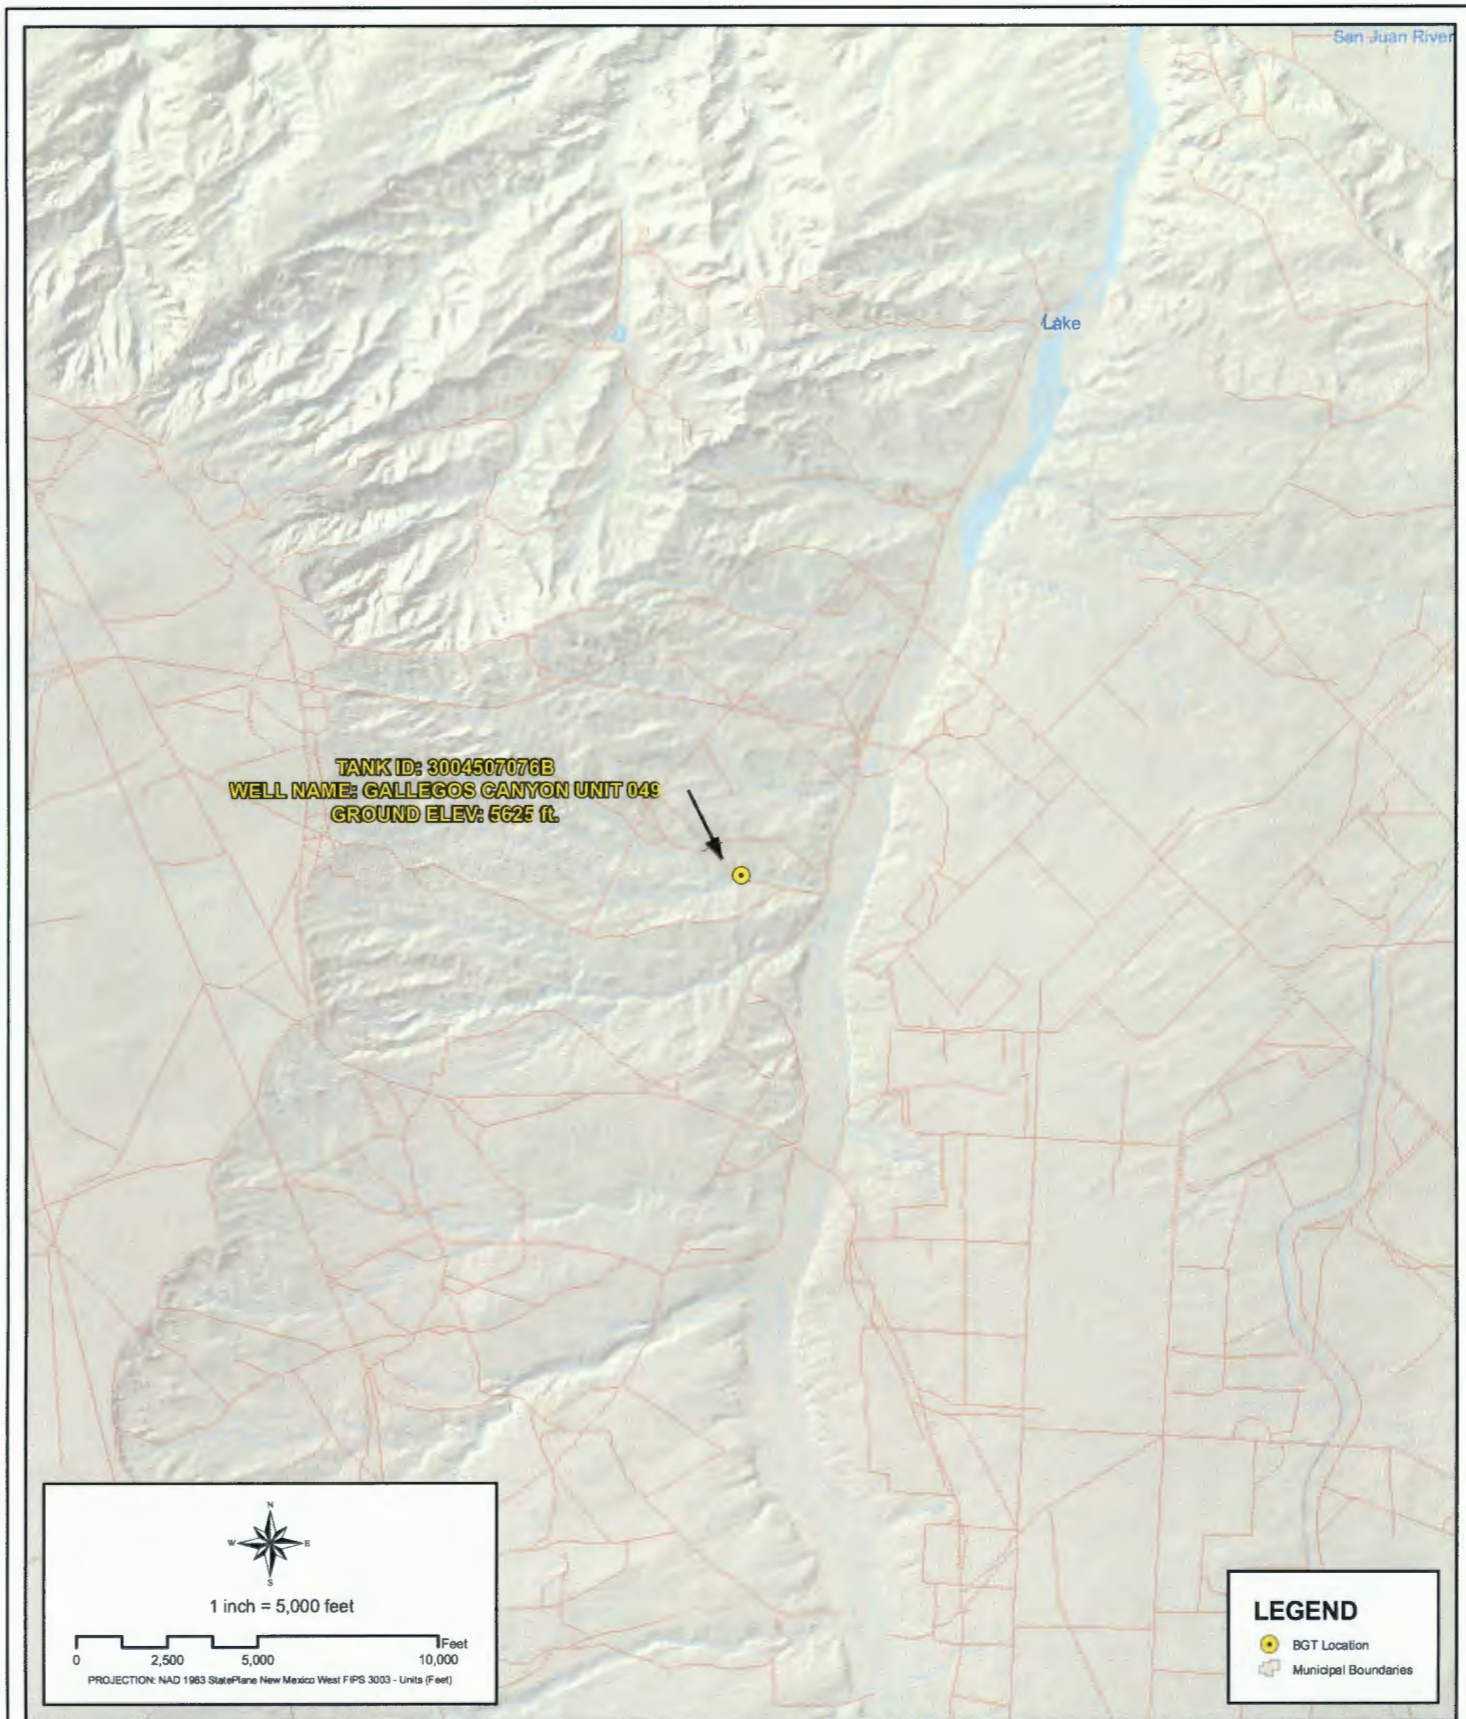 San Juan River
Lake
TANK ID: 3004507076B
WELL NAME: GALLEGOS CANYON UNIT 049
GROUND ELEV: 5625 ft.
N
W E
S
1 inch = 5,000 feet
Feet
0 2,500 5,000 10,000
PROJECTION: NAD 1983 StatePlane New Mexico West FIPS 3003 - Units (Feet)
LEGEND
BGT Location
Municipal Boundaries